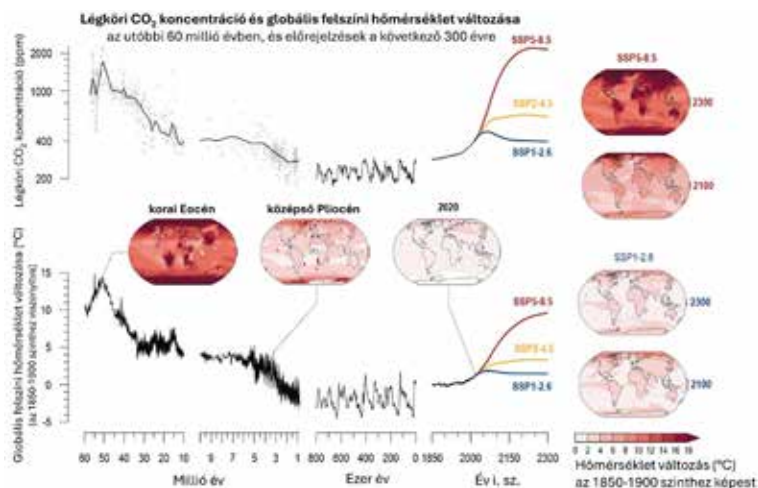 Légköri CO₂ koncentráció és globális felszíni hőmérséklet változása
az utóbbi 60 millió évben, és előrejelzések a következő 300 évre
Légköri CO₂ koncentráció (ppm)
2000
1000
400
200
SSP5-8.5
SSP2-4.5
SSP1-2.6
SSP5-8.5
2300
2100
korai Eocén
középső Pliocén
2020
Globális felszíni hőmérséklet változása (°C)
(az 1850-1900 szinthez viszonyítva)
15
10
5
0
-5
SSP5-8.5
SSP2-4.5
SSP1-2.6
SSP1-2.6
2300
2100
60 50 40 30 20 10
9 7 5 3 1
800 600 400 200 0
1850 2000 2100 2300
Millió év
Ezer év
Év i. sz.
0 2 4 6 8 10 12 14 16 18
Hőmérséklet változás (°C)
az 1850-1900 szinthez képest